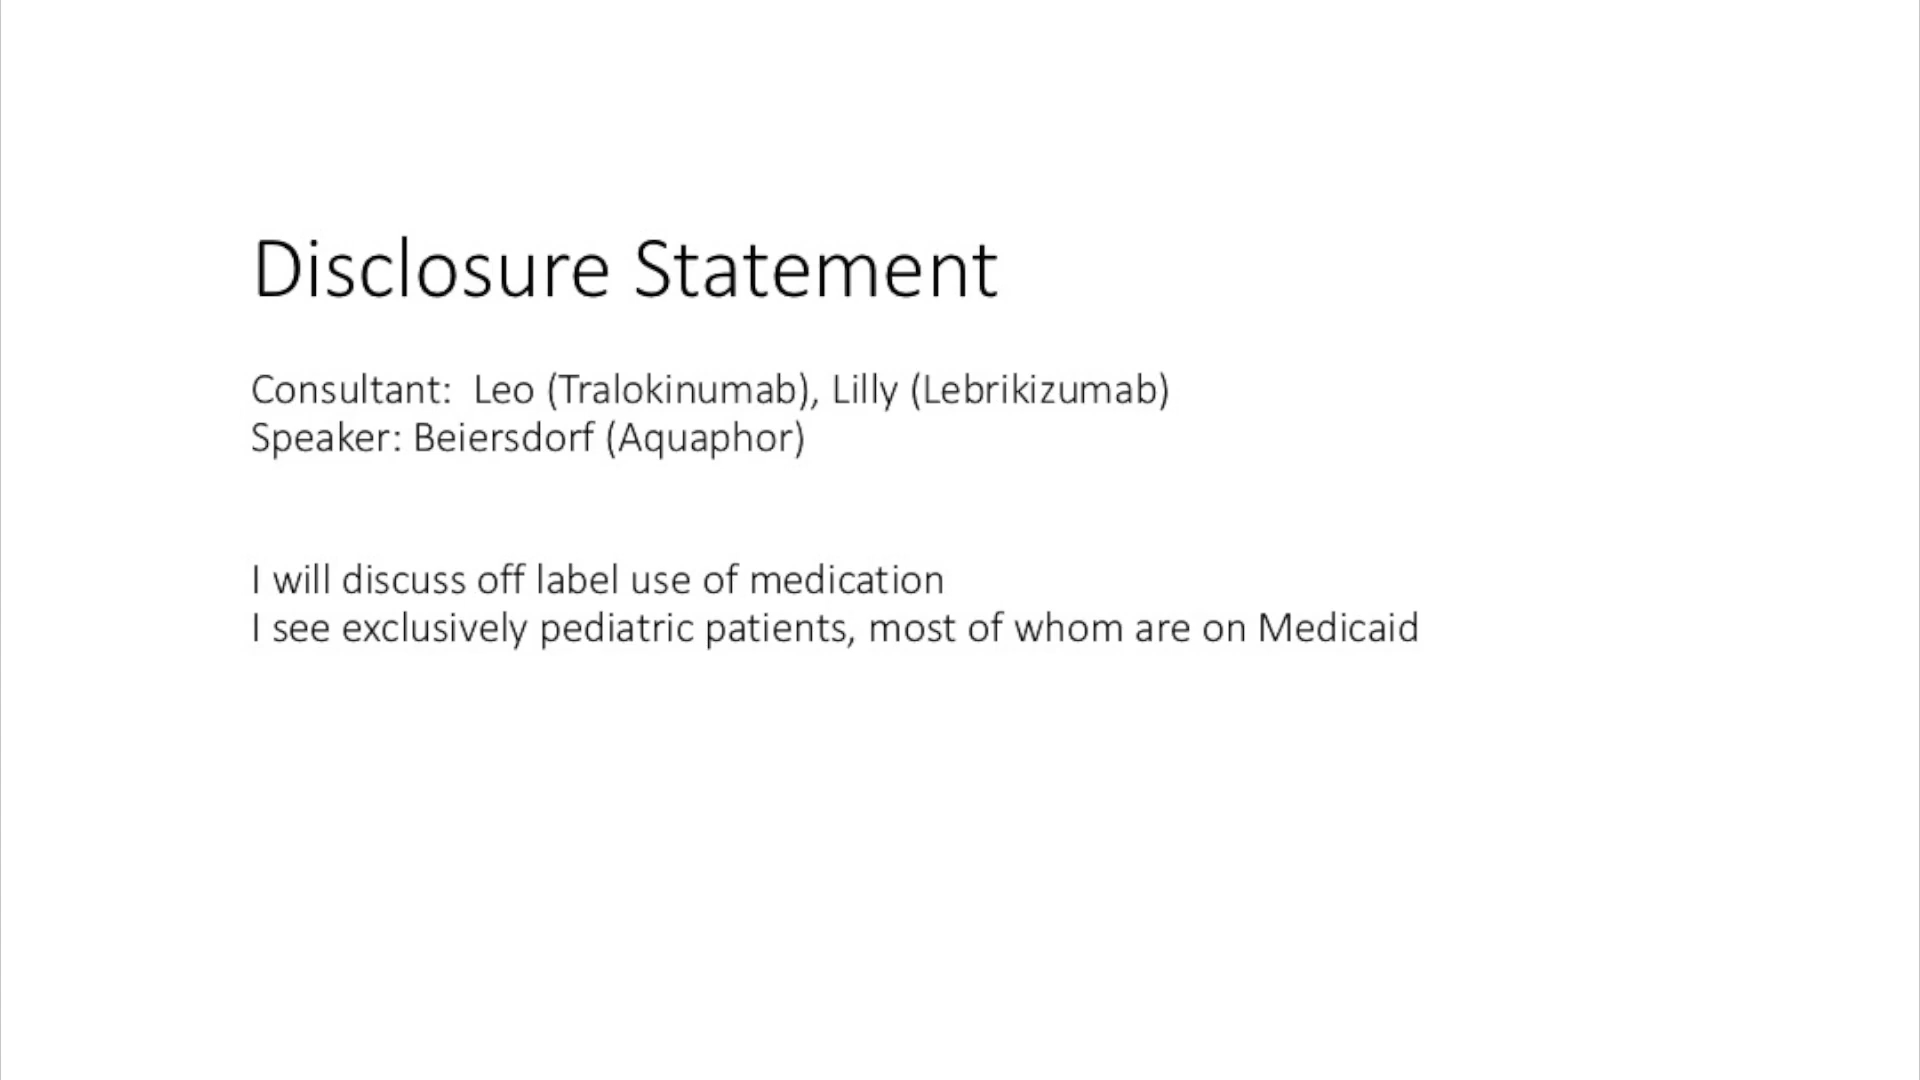 Disclosure Statement
Consultant:  Leo (Tralokinumab), Lilly (Lebrikizumab)
Speaker: Beiersdorf (Aquaphor)
I will discuss off label use of medication
I see exclusively pediatric patients, most of whom are on Medicaid